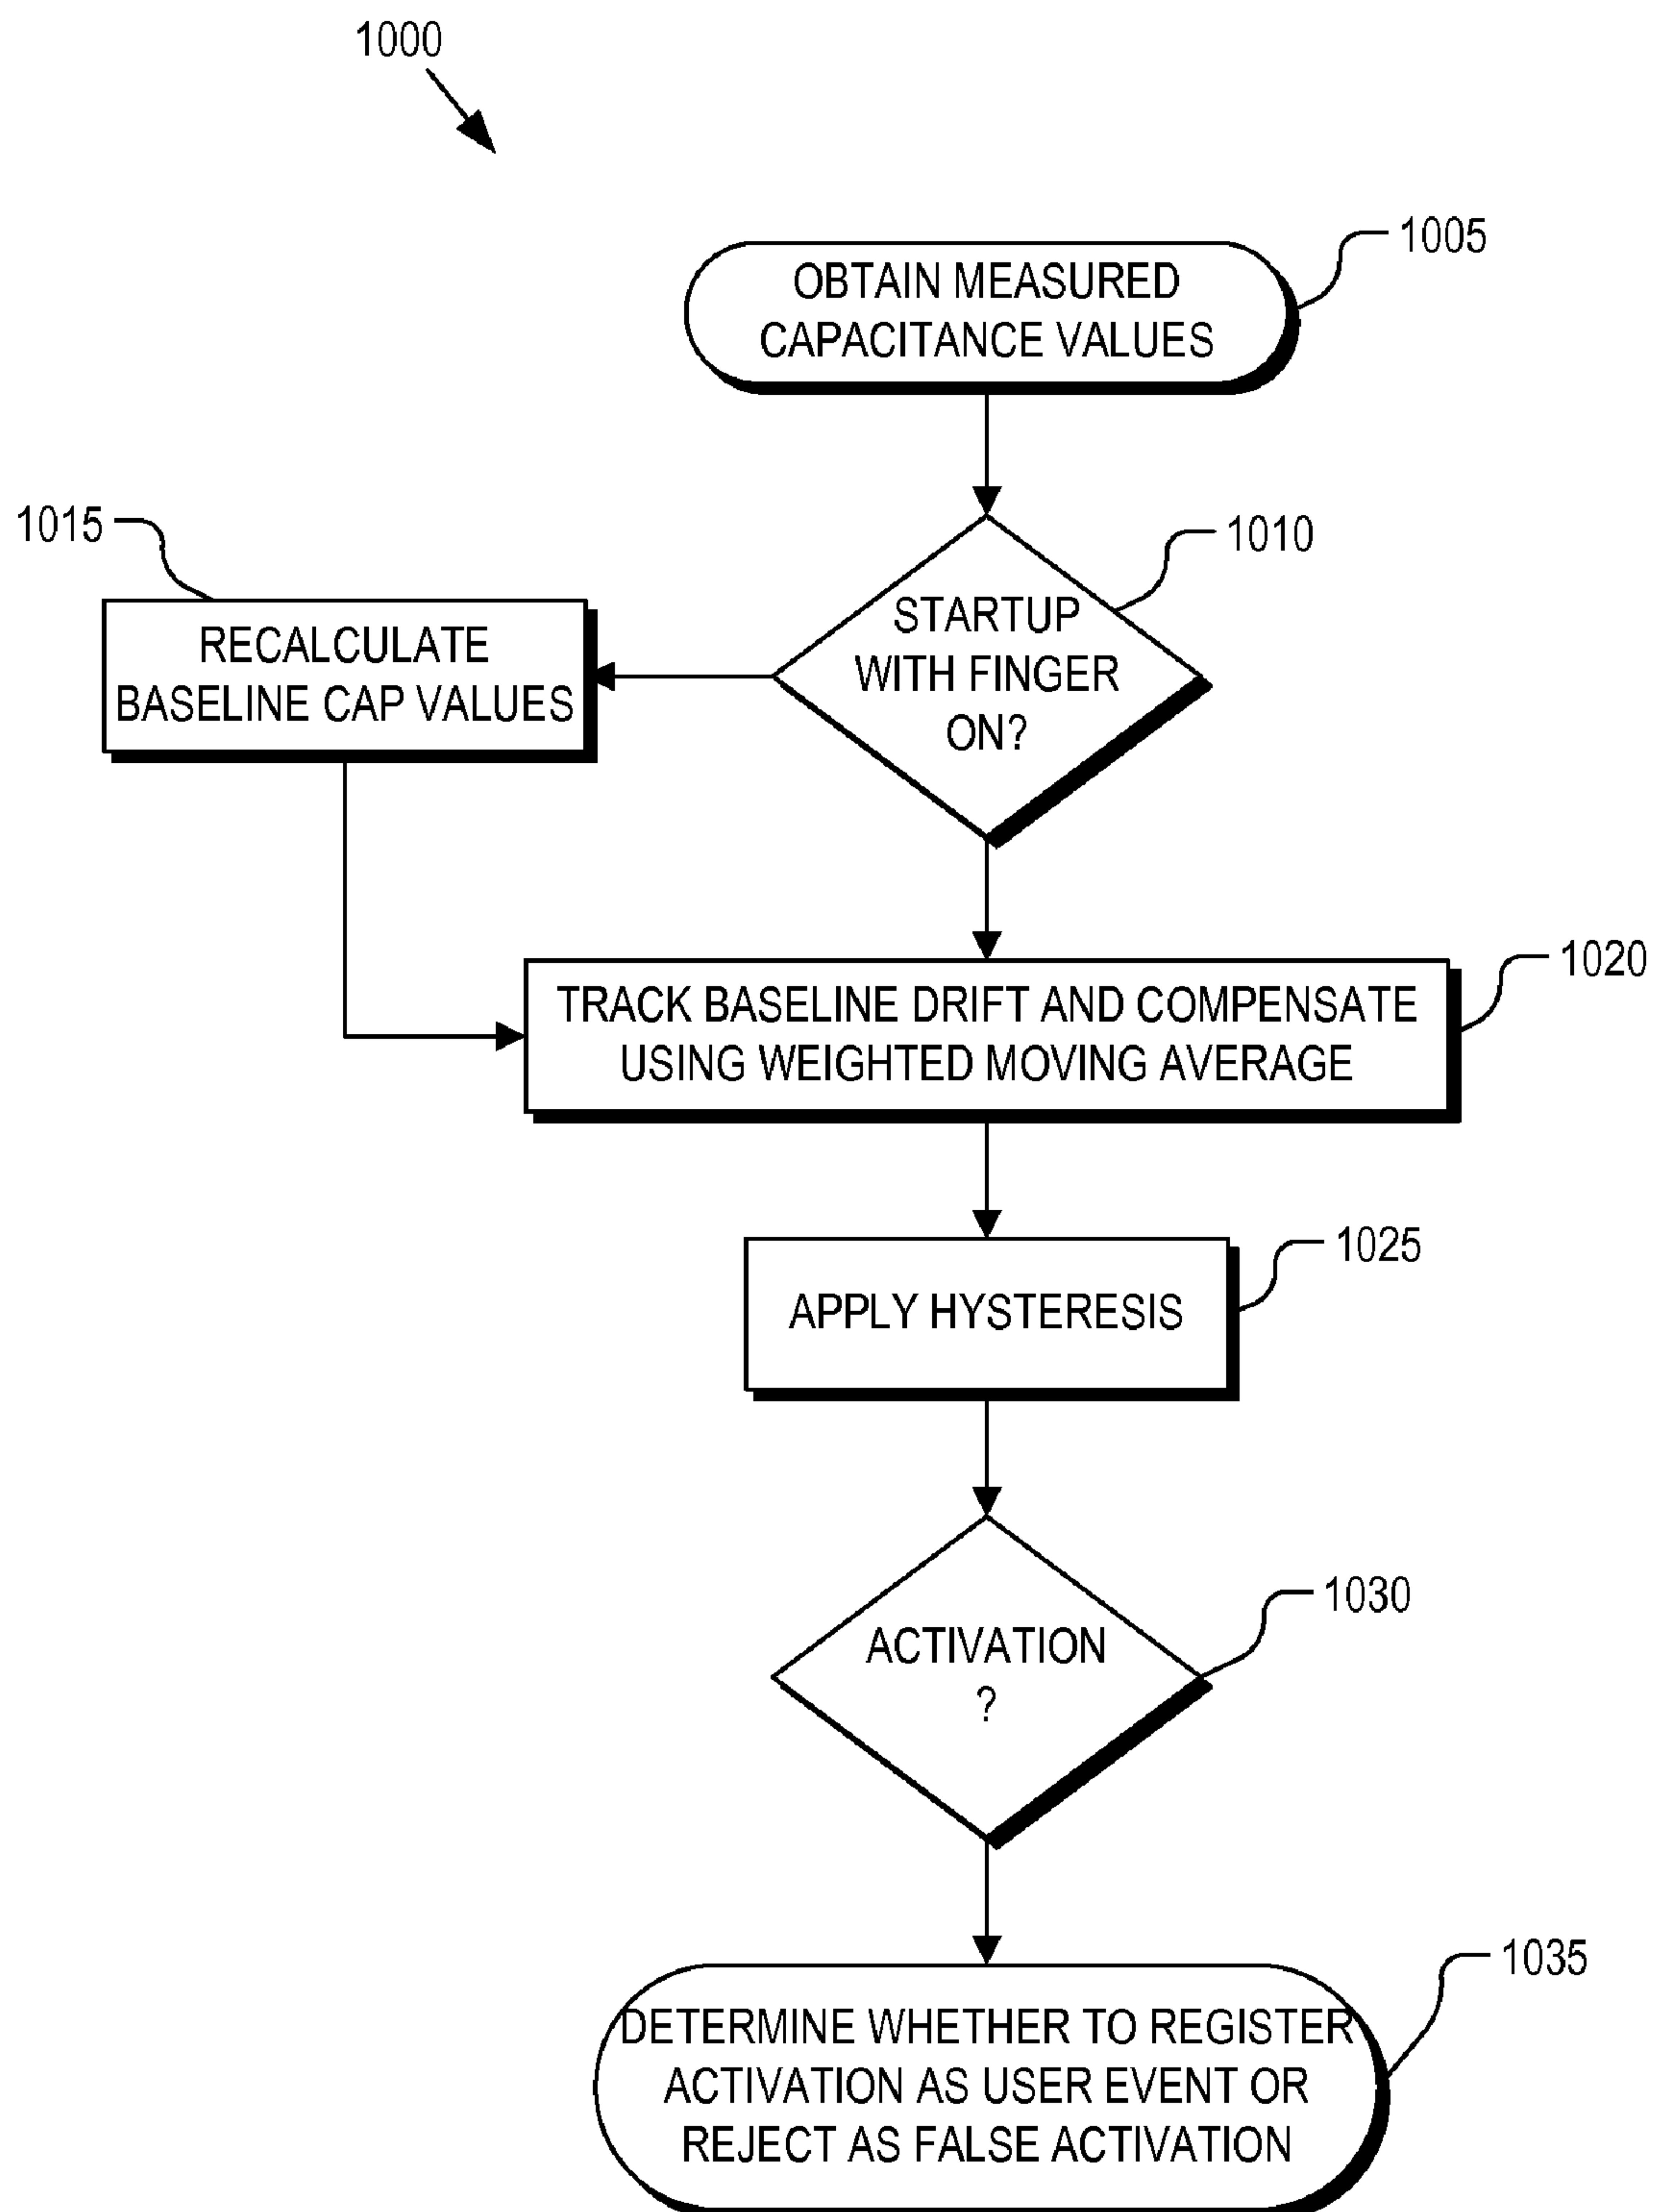 1000
1005
OBTAIN MEASURED
CAPACITANCE VALUES
1010
STARTUP
WITH FINGER
ON?
1015
RECALCULATE
BASELINE CAP VALUES
1020
TRACK BASELINE DRIFT AND COMPENSATE
USING WEIGHTED MOVING AVERAGE
1025
APPLY HYSTERESIS
1030
ACTIVATION
?
1035
DETERMINE WHETHER TO REGISTER
ACTIVATION AS USER EVENT OR
REJECT AS FALSE ACTIVATION